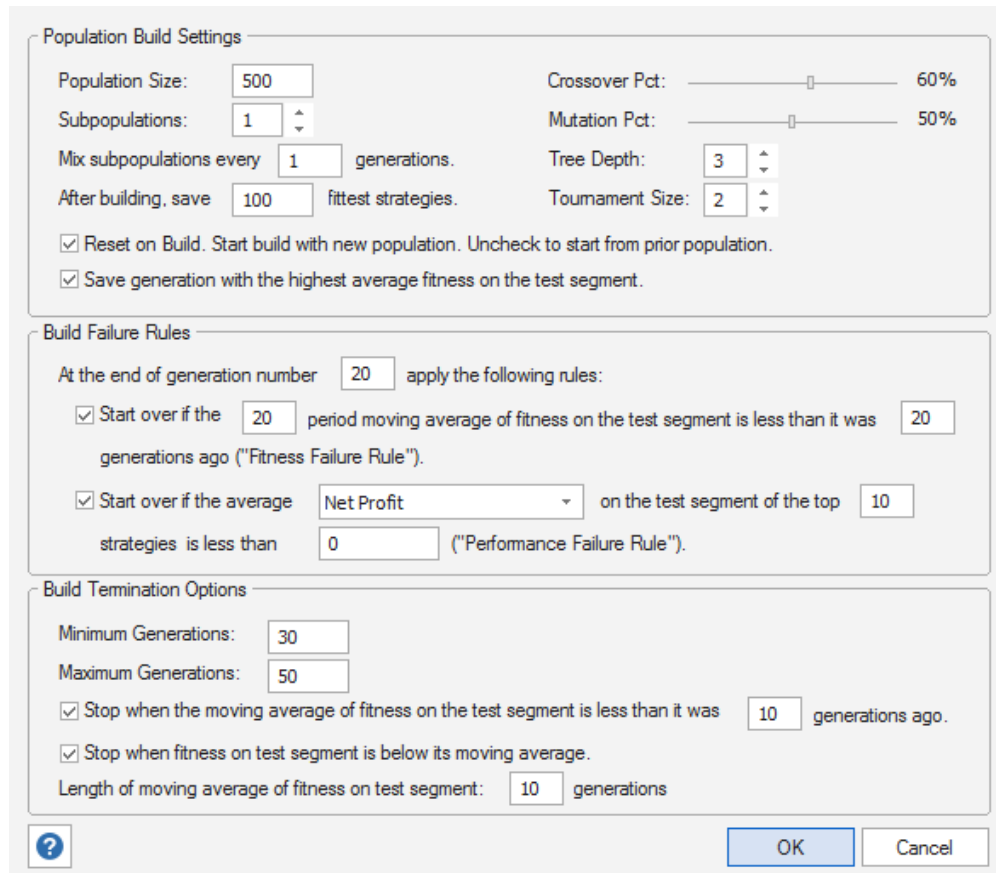 Population Build Settings
Population Size: 500 Crossover Pct: 60%
Subpopulations: 1 Mutation Pct: 50%
Mix subpopulations every 1 generations. Tree Depth: 3
After building, save 100 fittest strategies. Tournament Size: 2
Reset on Build. Start build with new population. Uncheck to start from prior population.
Save generation with the highest average fitness on the test segment.
Build Failure Rules
At the end of generation number 20 apply the following rules:
Start over if the 20 period moving average of fitness on the test segment is less than it was 20
generations ago ("Fitness Failure Rule").
Start over if the average Net Profit on the test segment of the top 10
strategies is less than 0 ("Performance Failure Rule").
Build Termination Options
Minimum Generations: 30
Maximum Generations: 50
Stop when the moving average of fitness on the test segment is less than it was 10 generations ago.
Stop when fitness on test segment is below its moving average.
Length of moving average of fitness on test segment: 10 generations
? OK Cancel